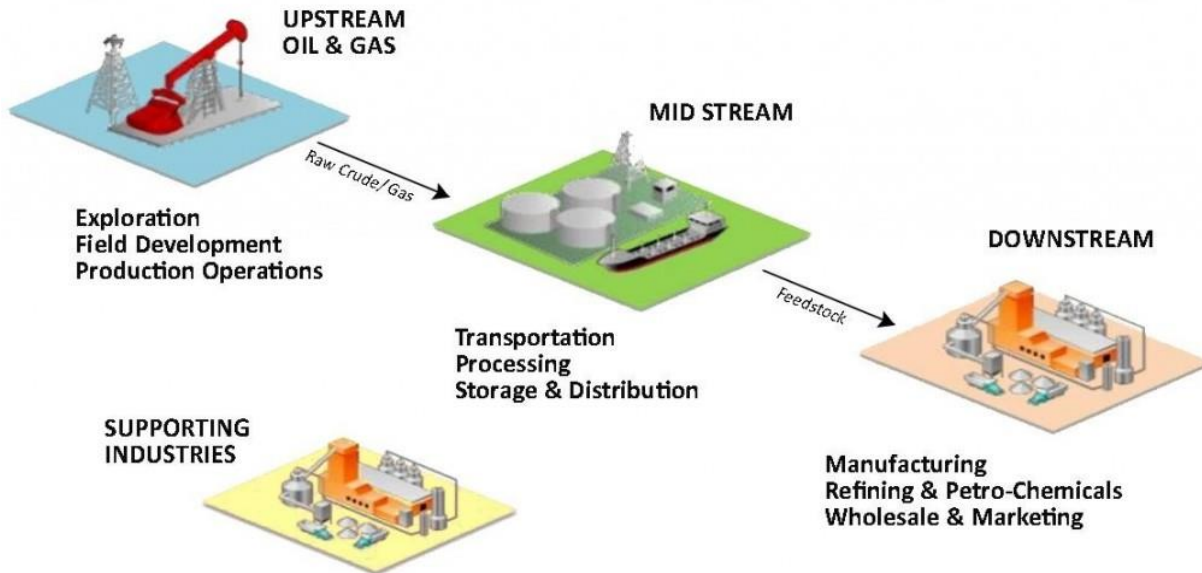 UPSTREAM
OIL & GAS
Raw Crude/Gas
Exploration
Field Development
Production Operations
MID STREAM
Transportation
Processing
Storage & Distribution
Feedstock
DOWNSTREAM
Manufacturing
Refining & Petro-Chemicals
Wholesale & Marketing
SUPPORTING
INDUSTRIES